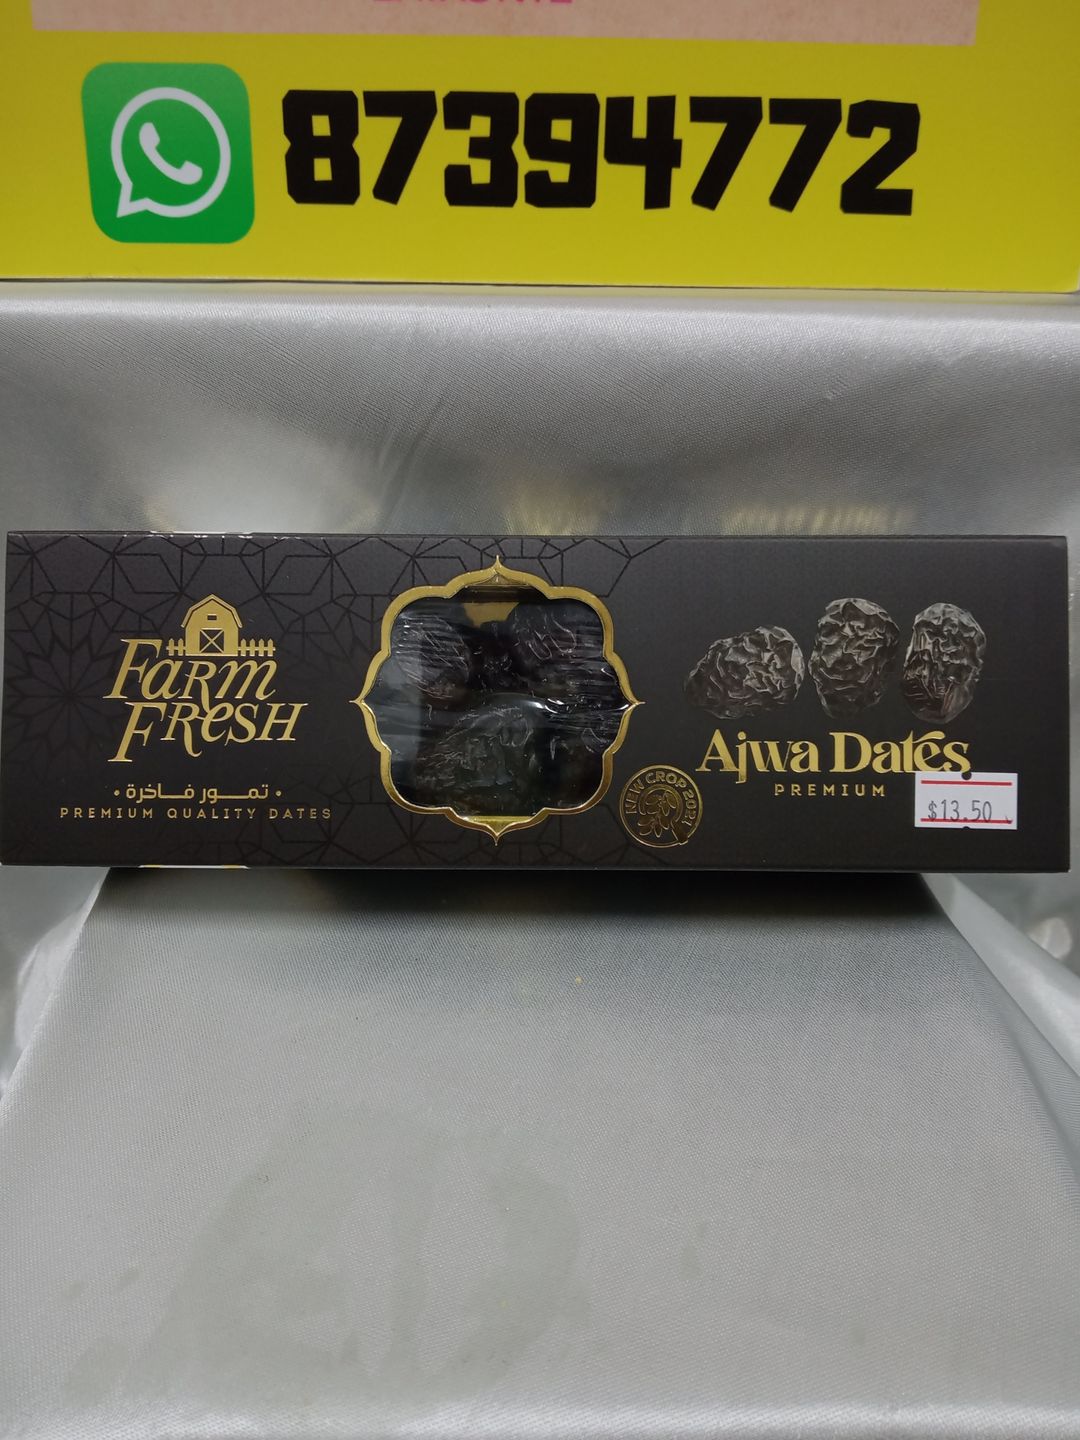 87394772
FARM
FRESH
• تمور فاخرة •
PREMIUM QUALITY DATES
NEW CROP 2021
Ajwa Dates
PREMIUM
$13.50